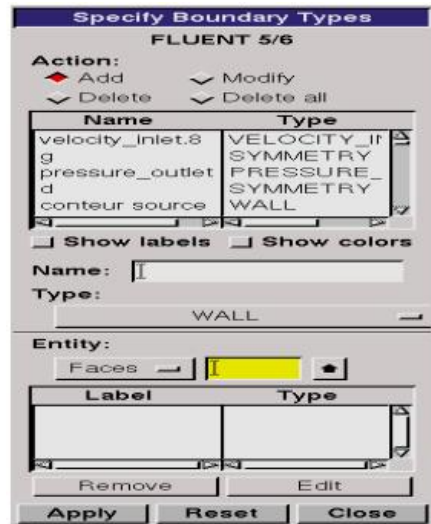 Specify Boundary Types
FLUENT 5/6
Action:
Add Modify
Delete Delete all
Name Type
velocity_inlet.8 VELOCITY_IN
g SYMMETRY
pressure_outlet PRESSURE_
d SYMMETRY
conteur source WALL
Show labels Show colors
Name:
Type:
WALL
Entity:
Faces
Label Type
Remove Edit
Apply Reset Close